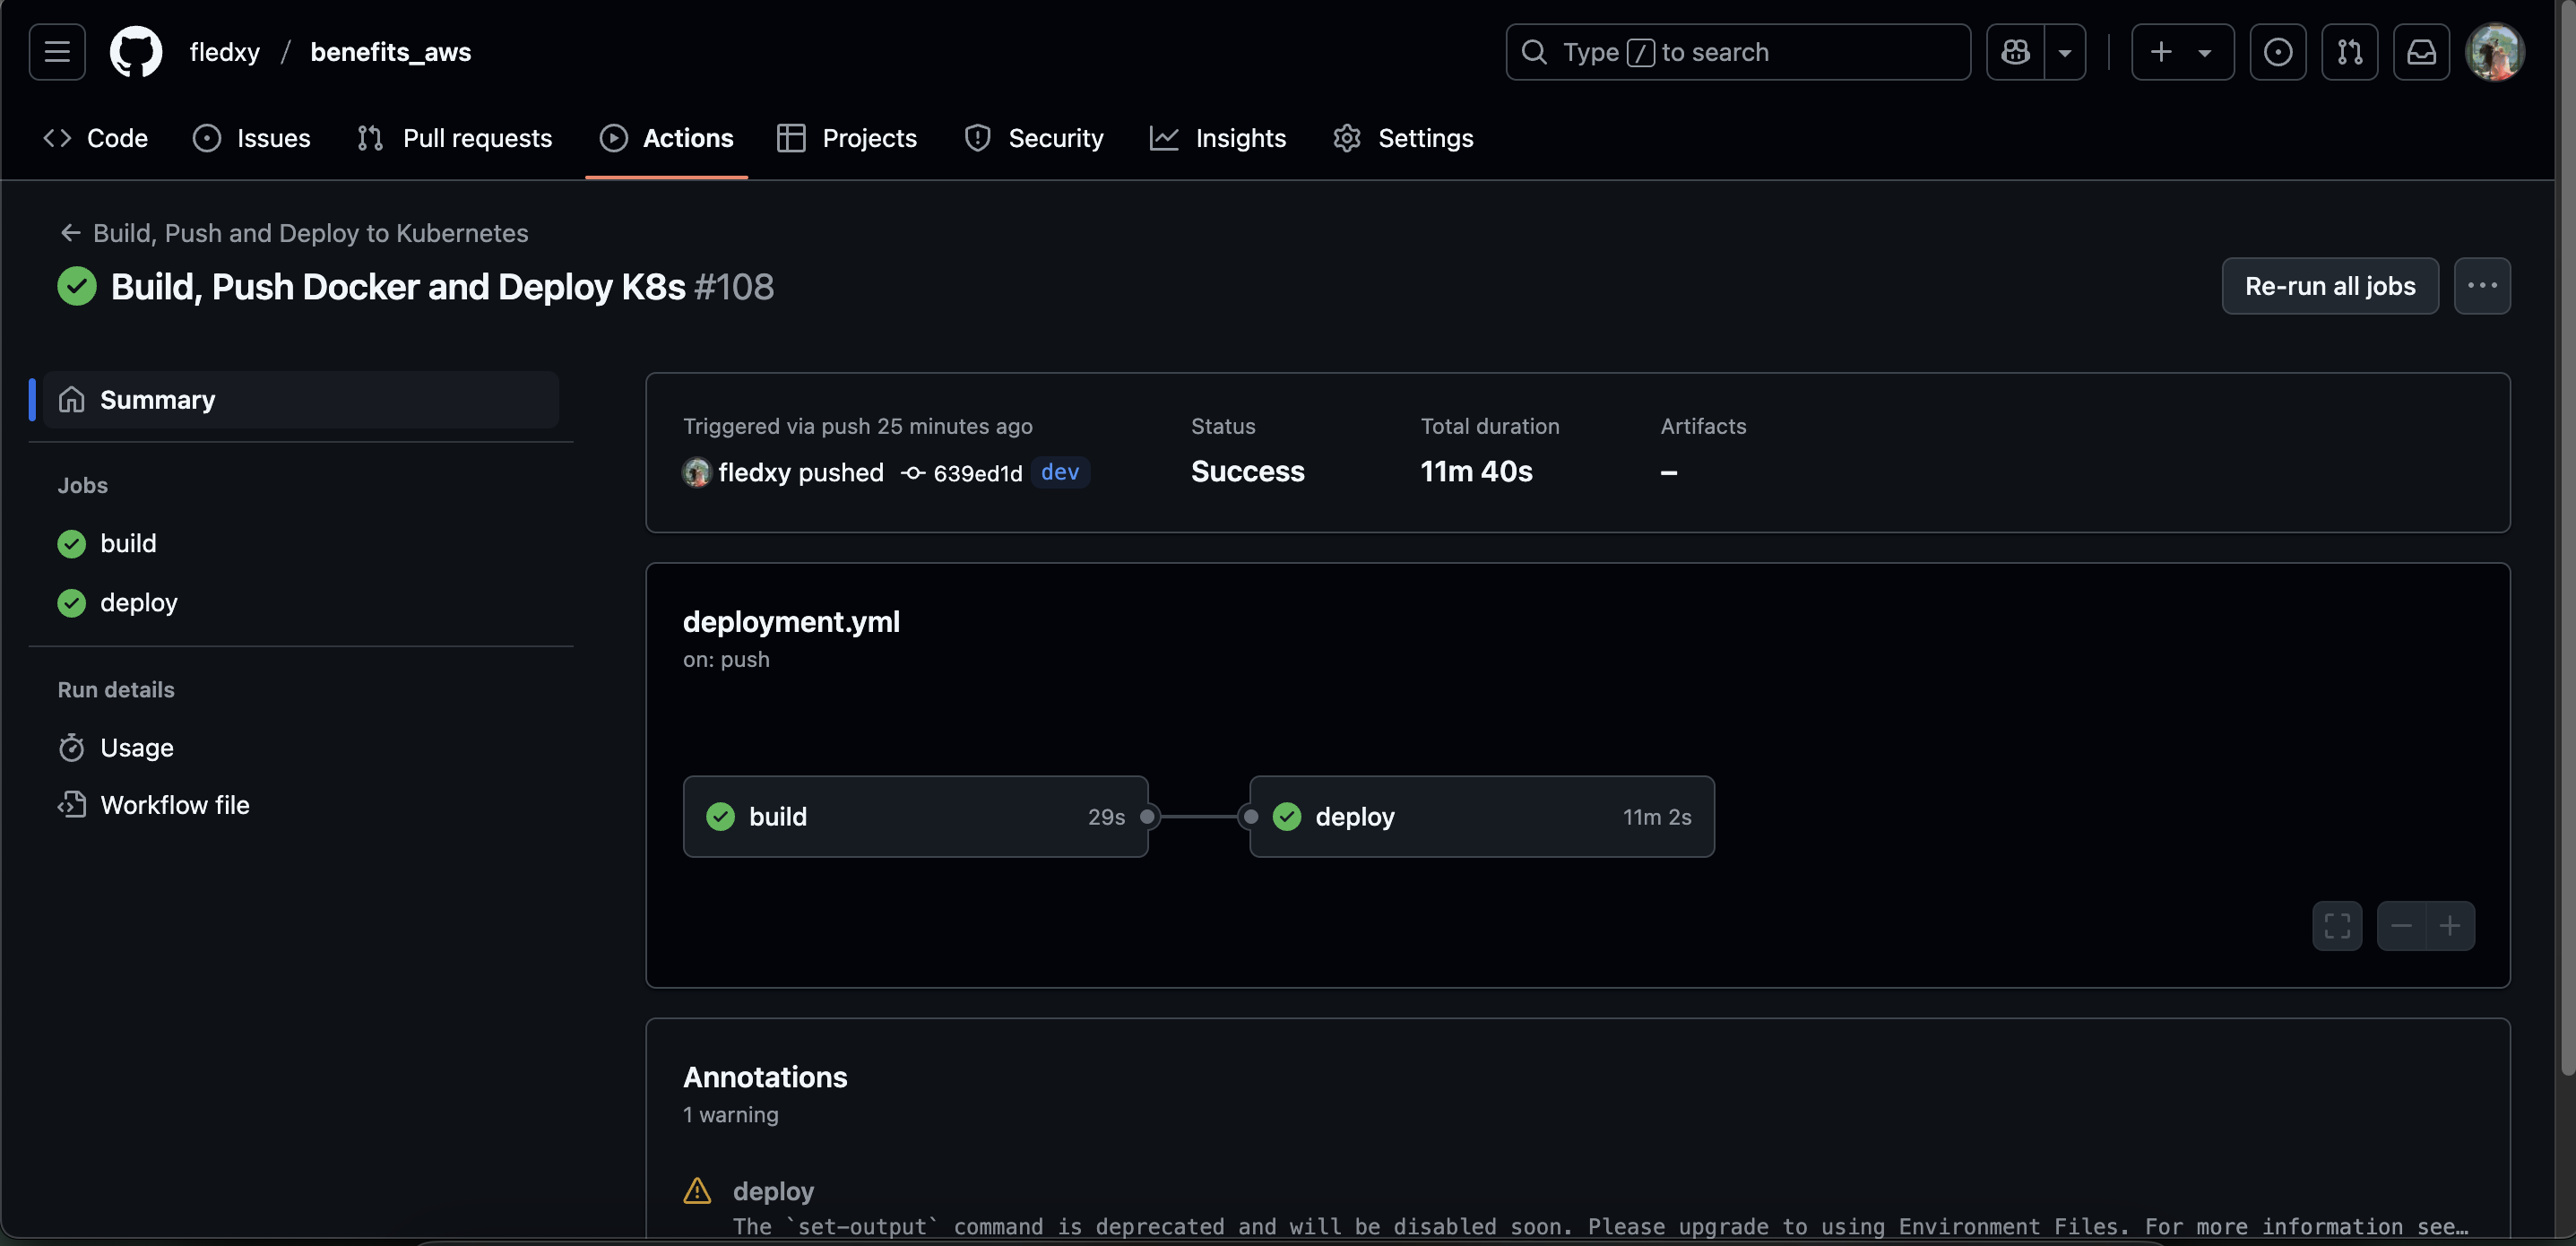 fledxy / benefits_aws
Type / to search
Code Issues Pull requests Actions Projects Security Insights Settings
← Build, Push and Deploy to Kubernetes
Build, Push Docker and Deploy K8s #108
Re-run all jobs
Summary
Jobs
build
deploy
Run details
Usage
Workflow file
Triggered via push 25 minutes ago
fledxy pushed 639ed1d dev
Status
Success
Total duration
11m 40s
Artifacts
–
deployment.yml
on: push
build 29s
deploy 11m 2s
Annotations
1 warning
deploy
The `set-output` command is deprecated and will be disabled soon. Please upgrade to using Environment Files. For more information see…